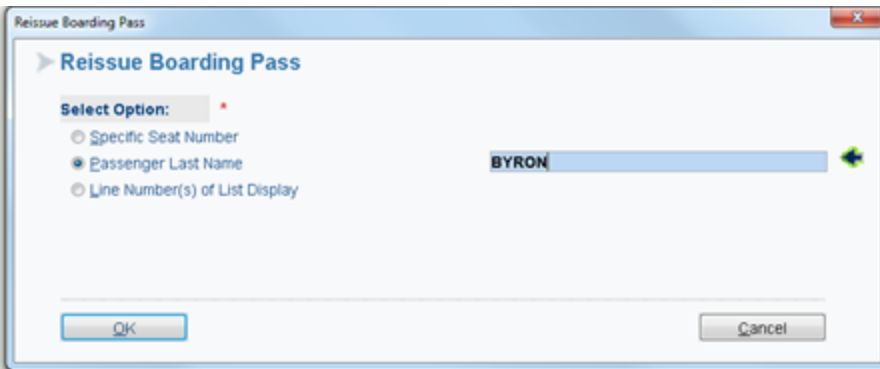 Reissue Boarding Pass
Reissue Boarding Pass
Select Option: *
Specific Seat Number
Passenger Last Name BYRON
Line Number(s) of List Display
OK Cancel